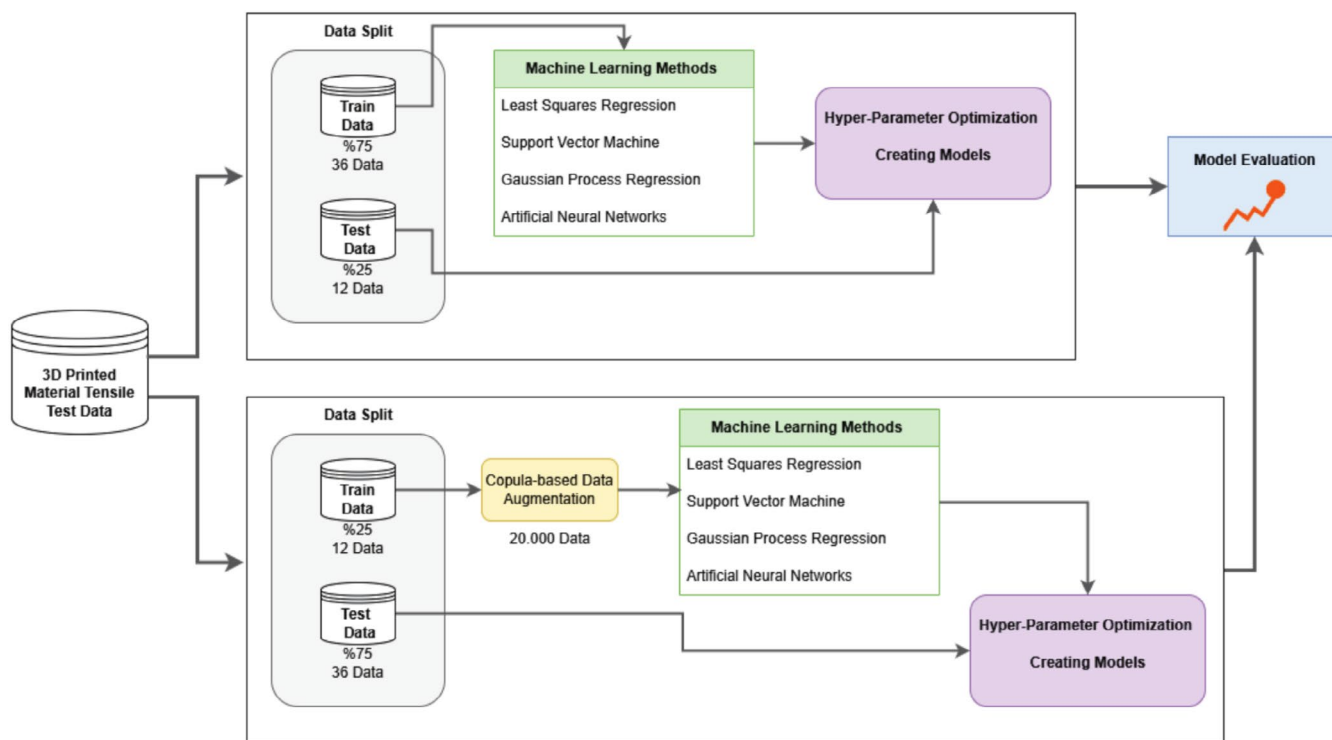 3D Printed
Material Tensile
Test Data
Data Split
Train
Data
%75
36 Data
Test
Data
%25
12 Data
Machine Learning Methods
Least Squares Regression
Support Vector Machine
Gaussian Process Regression
Artificial Neural Networks
Hyper-Parameter Optimization
Creating Models
Model Evaluation
Data Split
Train
Data
%25
12 Data
Test
Data
%75
36 Data
Copula-based Data
Augmentation
20.000 Data
Machine Learning Methods
Least Squares Regression
Support Vector Machine
Gaussian Process Regression
Artificial Neural Networks
Hyper-Parameter Optimization
Creating Models